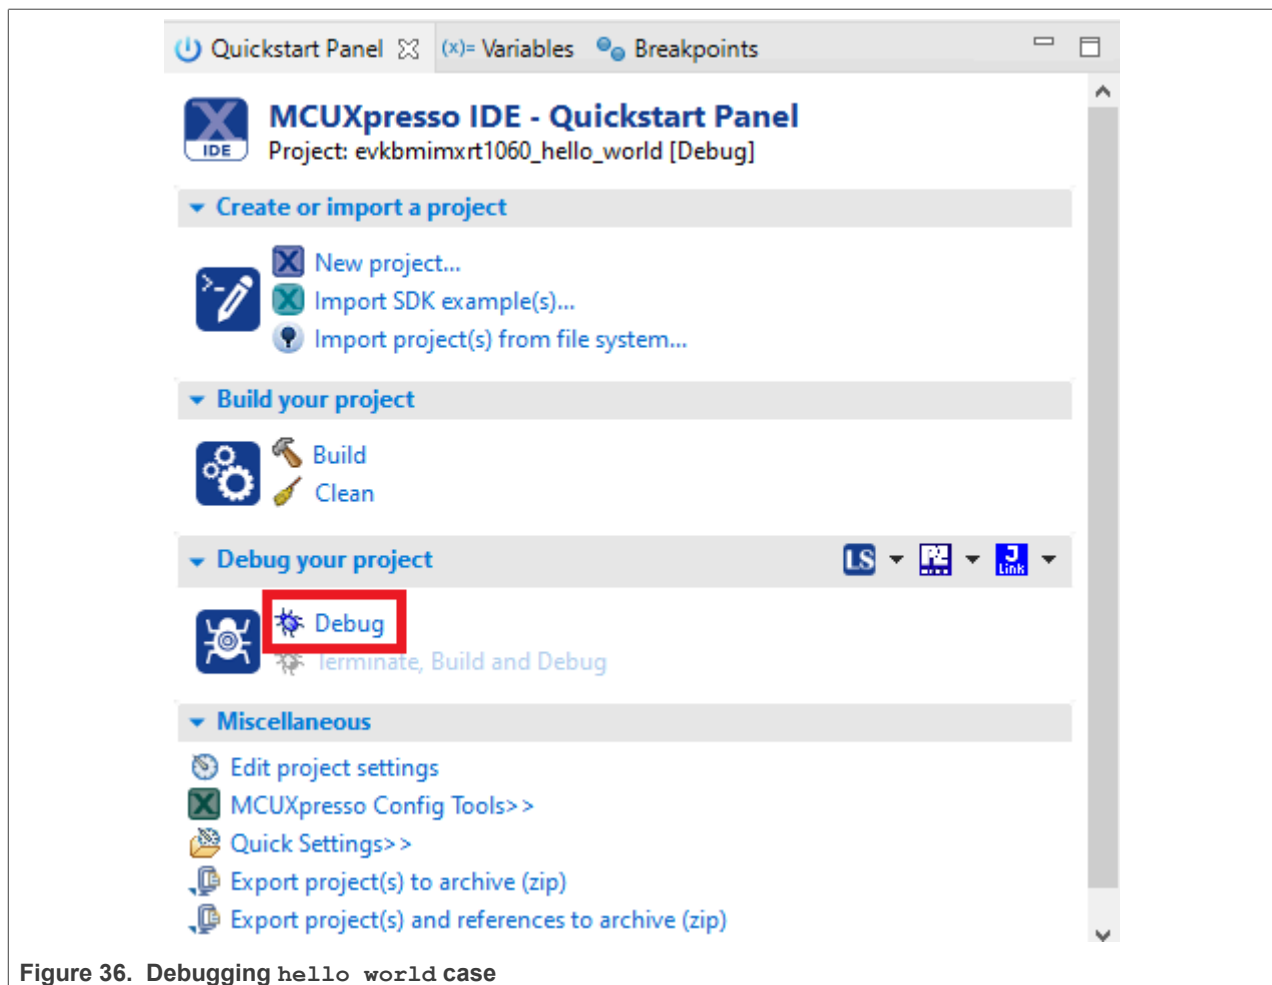 Quickstart Panel (x)= Variables Breakpoints
MCUXpresso IDE - Quickstart Panel
IDE
Project: evkbmimxrt1060_hello_world [Debug]
Create or import a project
New project...
Import SDK example(s)...
Import project(s) from file system...
Build your project
Build
Clean
Debug your project LS PE J Link
Debug
Terminate, Build and Debug
Miscellaneous
Edit project settings
MCUXpresso Config Tools>>
Quick Settings>>
Export project(s) to archive (zip)
Export project(s) and references to archive (zip)
Figure 36. Debugging hello world case